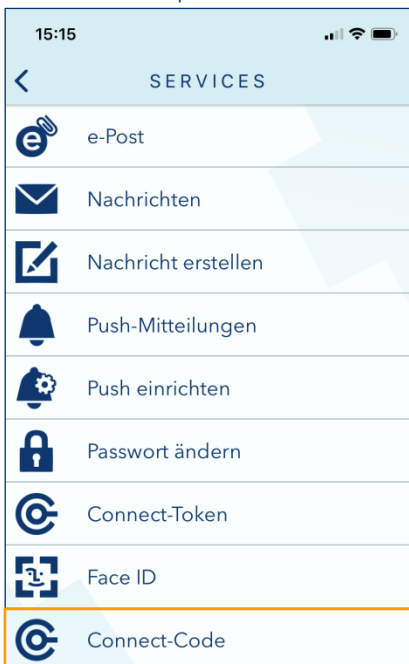 15:15
SERVICES
e-Post
Nachrichten
Nachricht erstellen
Push-Mitteilungen
Push einrichten
Passwort ändern
Connect-Token
Face ID
Connect-Code